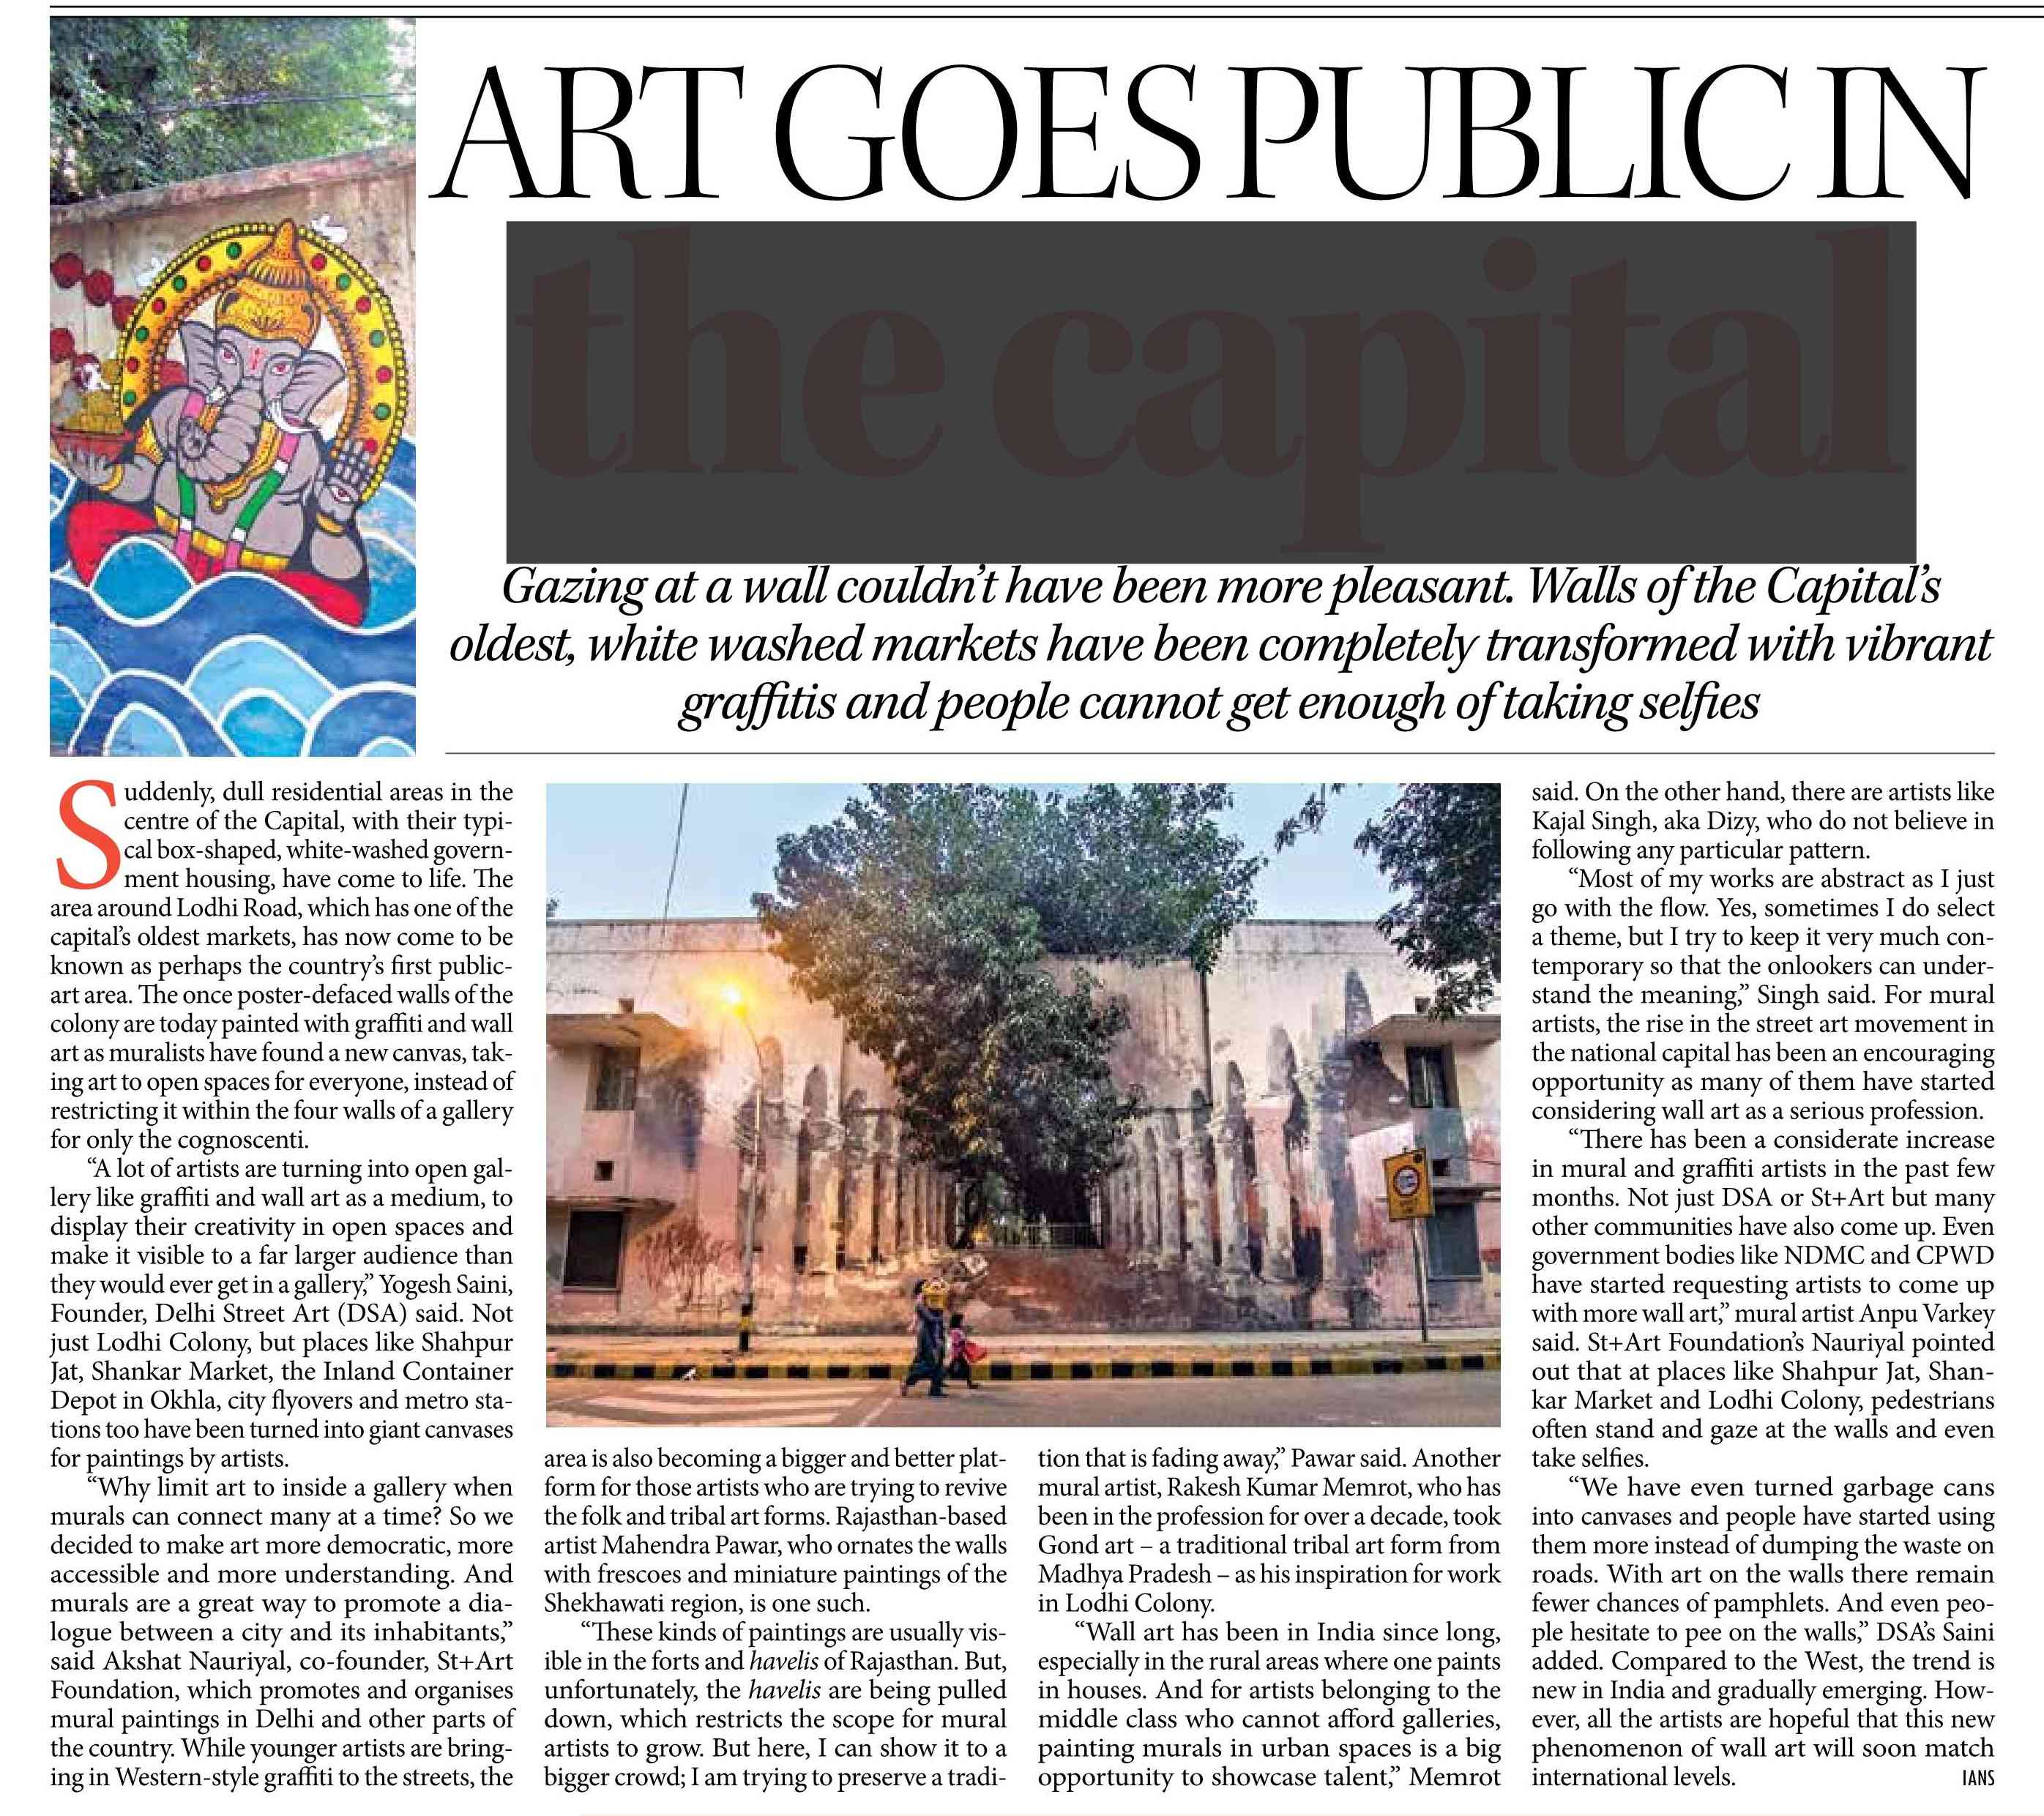 ART GOES PUBLIC IN
the capital
Gazing at a wall couldn't have been more pleasant. Walls of the Capital's
oldest, white washed markets have been completely transformed with vibrant
graffitis and people cannot get enough of taking selfies
Suddenly, dull residential areas in the
centre of the Capital, with their typi-
cal box-shaped, white-washed govern-
ment housing, have come to life. The
area around Lodhi Road, which has one of the
capital's oldest markets, has now come to be
known as perhaps the country's first public-
art area. The once poster-defaced walls of the
colony are today painted with graffiti and wall
art as muralists have found a new canvas, tak-
ing art to open spaces for everyone, instead of
restricting it within the four walls of a gallery
for only the cognoscenti.
“A lot of artists are turning into open gal-
lery like graffiti and wall art as a medium, to
display their creativity in open spaces and
make it visible to a far larger audience than
they would ever get in a gallery,” Yogesh Saini,
Founder, Delhi Street Art (DSA) said. Not
just Lodhi Colony, but places like Shahpur
Jat, Shankar Market, the Inland Container
Depot in Okhla, city flyovers and metro sta-
tions too have been turned into giant canvases
for paintings by artists.
“Why limit art to inside a gallery when
murals can connect many at a time? So we
decided to make art more democratic, more
accessible and more understanding. And
murals are a great way to promote a dia-
logue between a city and its inhabitants,”
said Akshat Nauriyal, co-founder, St+Art
Foundation, which promotes and organises
mural paintings in Delhi and other parts of
the country. While younger artists are bring-
ing in Western-style graffiti to the streets, the
area is also becoming a bigger and better plat-
form for those artists who are trying to revive
the folk and tribal art forms. Rajasthan-based
artist Mahendra Pawar, who ornates the walls
with frescoes and miniature paintings of the
Shekhawati region, is one such.
“These kinds of paintings are usually vis-
ible in the forts and havelis of Rajasthan. But,
unfortunately, the havelis are being pulled
down, which restricts the scope for mural
artists to grow. But here, I can show it to a
bigger crowd; I am trying to preserve a tradi-
tion that is fading away,” Pawar said. Another
mural artist, Rakesh Kumar Memrot, who has
been in the profession for over a decade, took
Gond art – a traditional tribal art form from
Madhya Pradesh – as his inspiration for work
in Lodhi Colony.
“Wall art has been in India since long,
especially in the rural areas where one paints
in houses. And for artists belonging to the
middle class who cannot afford galleries,
painting murals in urban spaces is a big
opportunity to showcase talent,” Memrot
said. On the other hand, there are artists like
Kajal Singh, aka Dizy, who do not believe in
following any particular pattern.
“Most of my works are abstract as I just
go with the flow. Yes, sometimes I do select
a theme, but I try to keep it very much con-
temporary so that the onlookers can under-
stand the meaning,” Singh said. For mural
artists, the rise in the street art movement in
the national capital has been an encouraging
opportunity as many of them have started
considering wall art as a serious profession.
“There has been a considerate increase
in mural and graffiti artists in the past few
months. Not just DSA or St+Art but many
other communities have also come up. Even
government bodies like NDMC and CPWD
have started requesting artists to come up
with more wall art,” mural artist Anpu Varkey
said. St+Art Foundation's Nauriyal pointed
out that at places like Shahpur Jat, Shan-
kar Market and Lodhi Colony, pedestrians
often stand and gaze at the walls and even
take selfies.
“We have even turned garbage cans
into canvases and people have started using
them more instead of dumping the waste on
roads. With art on the walls there remain
fewer chances of pamphlets. And even peo-
ple hesitate to pee on the walls,” DSA's Saini
added. Compared to the West, the trend is
new in India and gradually emerging. How-
ever, all the artists are hopeful that this new
phenomenon of wall art will soon match
international levels. IANS